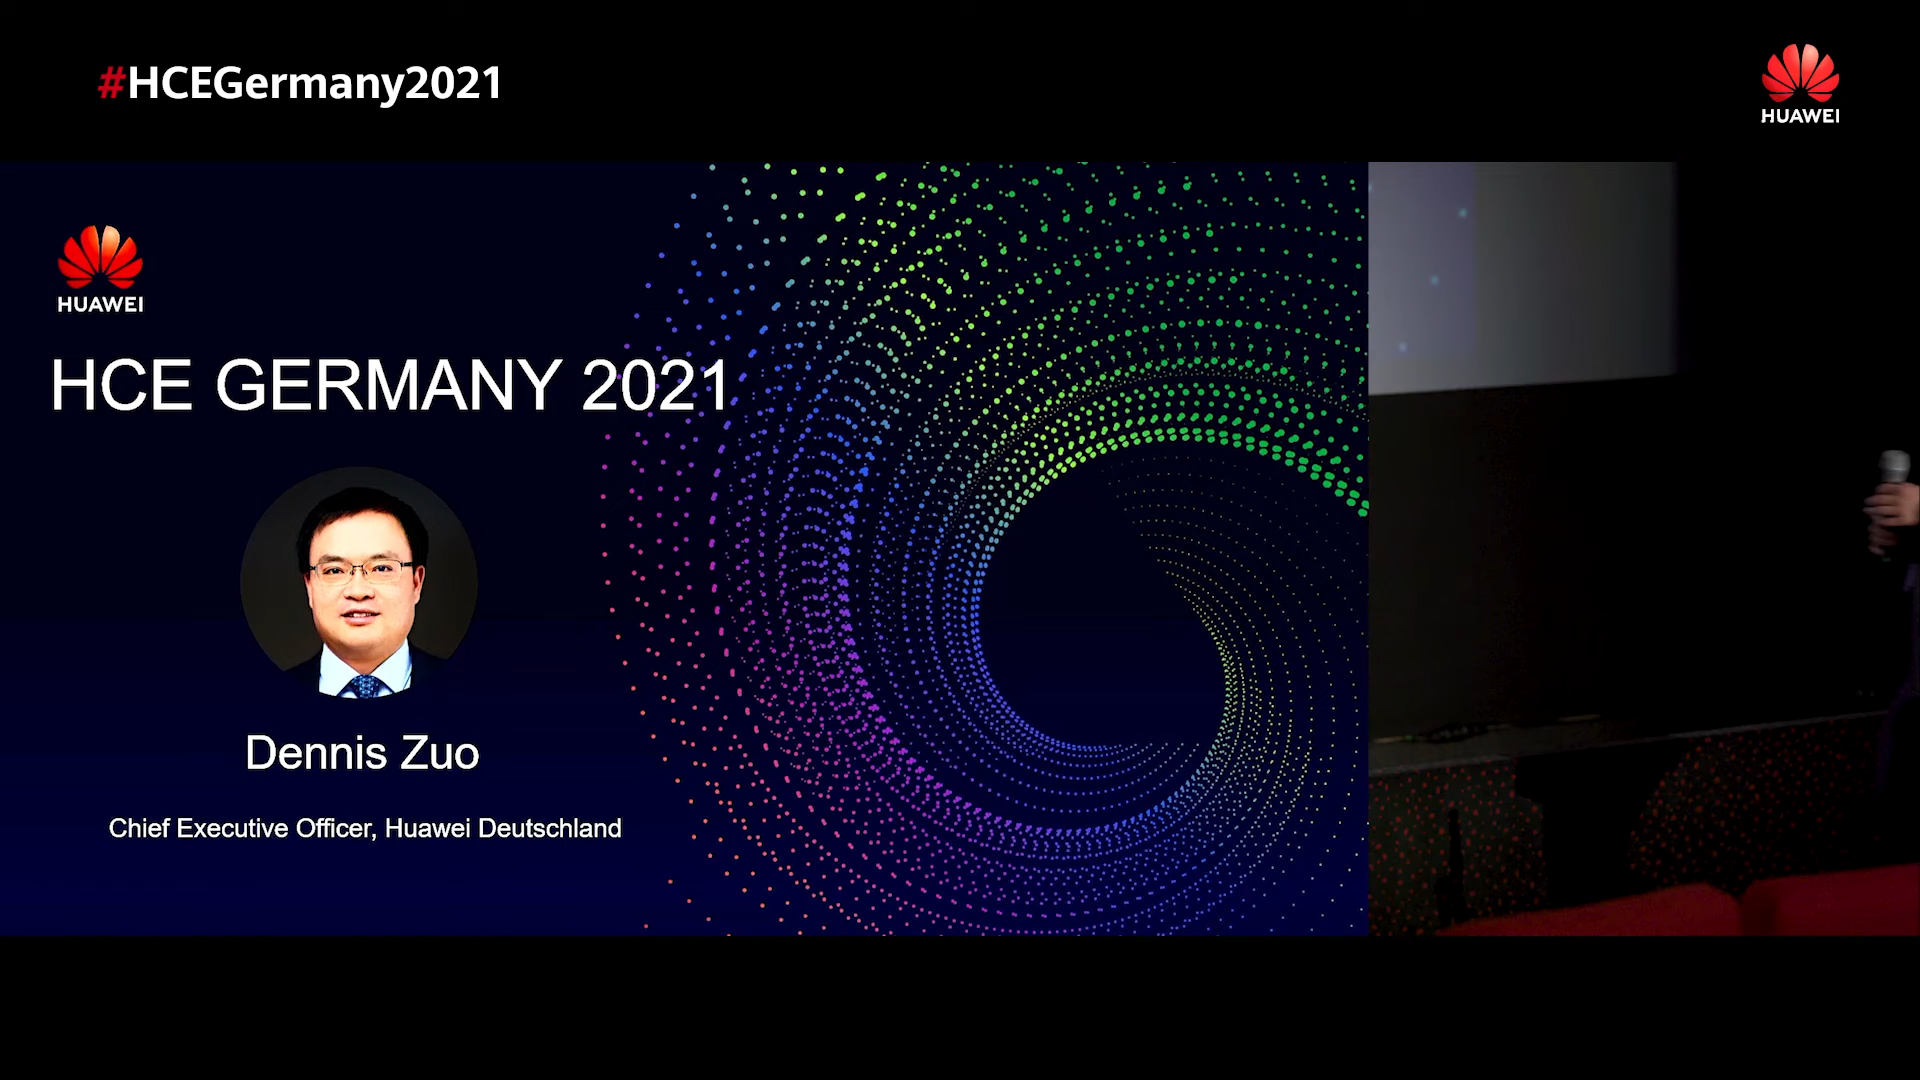 #HCEGermany2021
HUAWEI
HUAWEI
HCE GERMANY 2021
Dennis Zuo
Chief Executive Officer, Huawei Deutschland